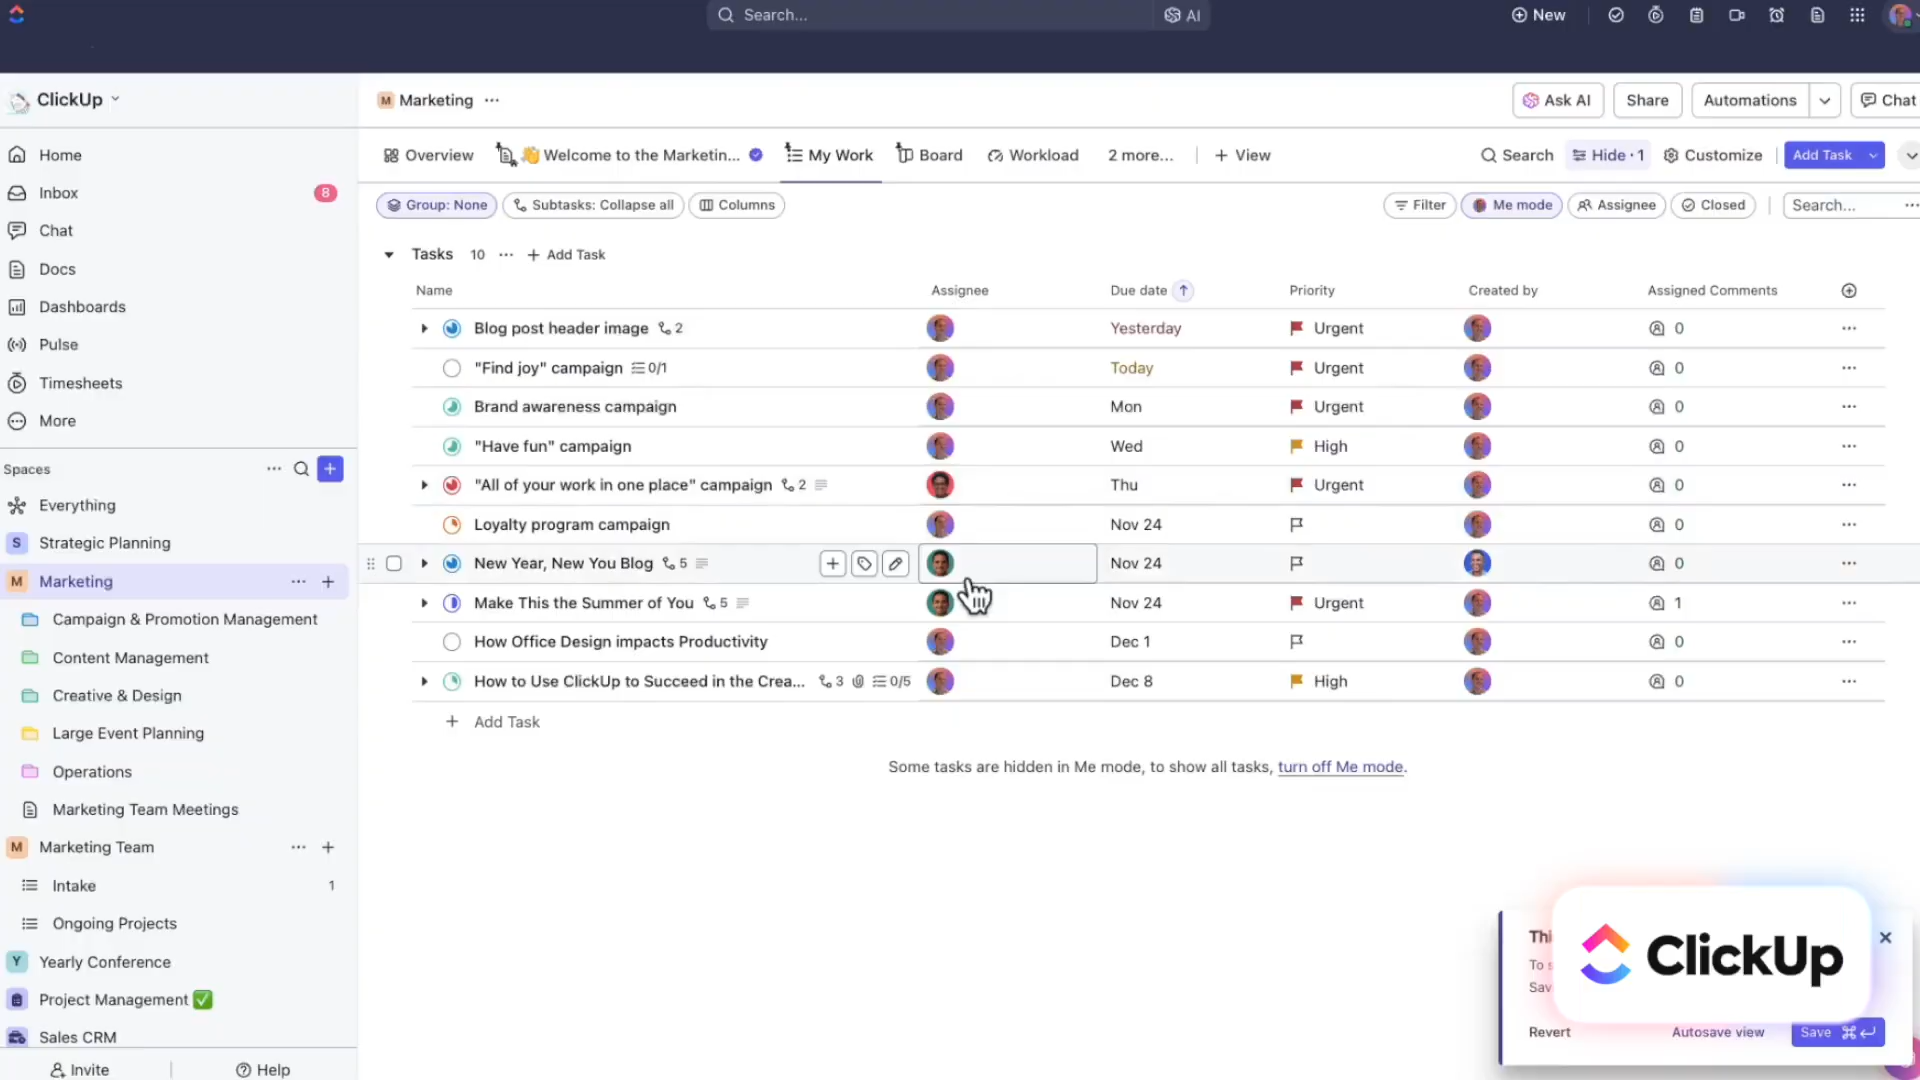 Search...
AI
New
ClickUp
M Marketing ...
Ask AI
Share
Automations
Chat
Home
Inbox 8
Chat
Docs
Dashboards
Pulse
Timesheets
More
Overview
👋 Welcome to the Marketin...
My Work
Board
Workload
2 more...
+ View
Search
Hide · 1
Customize
Add Task
Group: None
Subtasks: Collapse all
Columns
Filter
Me mode
Assignee
Closed
Search... ...
Tasks 10 ... + Add Task
Name Assignee Due date ↑ Priority Created by Assigned Comments
Blog post header image 2 Yesterday Urgent 0 ...
"Find joy" campaign 0/1 Today Urgent 0 ...
Brand awareness campaign Mon Urgent 0 ...
"Have fun" campaign Wed High 0 ...
"All of your work in one place" campaign 2 Thu Urgent 0 ...
Loyalty program campaign Nov 24 0 ...
New Year, New You Blog 5 Nov 24 0 ...
Make This the Summer of You 5 Nov 24 Urgent 1 ...
How Office Design impacts Productivity Dec 1 0 ...
How to Use ClickUp to Succeed in the Crea... 3 0/5 Dec 8 High 0 ...
+ Add Task
Some tasks are hidden in Me mode, to show all tasks, turn off Me mode.
Spaces ... +
Everything
S Strategic Planning
M Marketing ... +
Campaign & Promotion Management
Content Management
Creative & Design
Large Event Planning
Operations
Marketing Team Meetings
M Marketing Team ... +
Intake 1
Ongoing Projects
Y Yearly Conference
Project Management ✅
Sales CRM
Invite
Help
ClickUp
Revert
Autosave view
Save ⌘↵